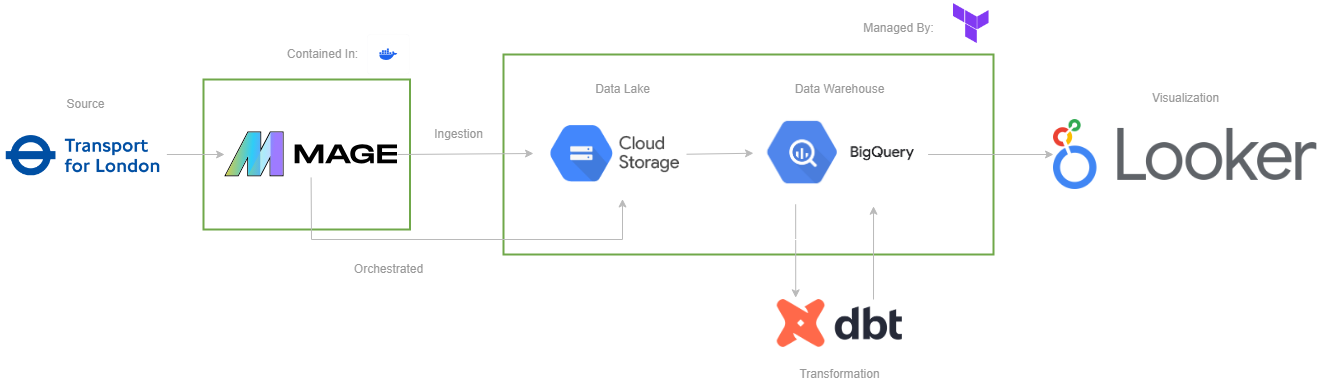 Managed By:
Contained In:
Source
Data Lake
Data Warehouse
Visualization
Transport
for London
MAGE
Ingestion
Cloud
Storage
BigQuery
Looker
Orchestrated
dbt
Transformation